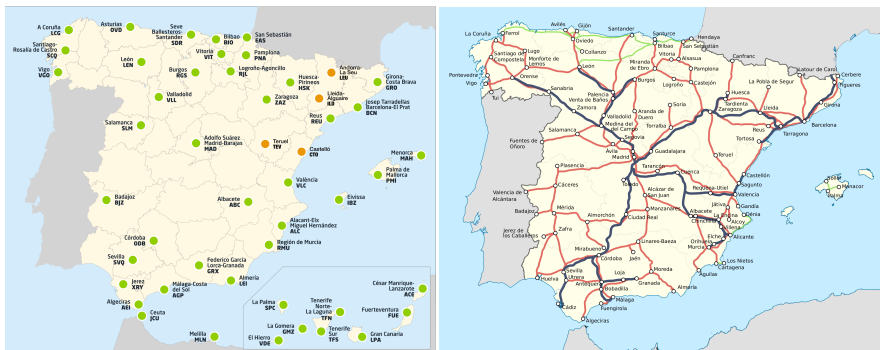 A Coruña
LCG
Asturias
OVD
Seve
Ballesteros-
Santander
SDR
Bilbao
BIO
San Sebastián
EAS
Santiago-
Rosalía de Castro
SCQ
Vitoria
VIT
Pamplona
PNA
Vigo
VGO
León
LEN
Burgos
RGS
Logroño-Agoncillo
RJL
Andorra-
La Seu
LEU
Huesca-
Pirineos
HSK
Girona-
Costa Brava
GRO
Valladolid
VLL
Zaragoza
ZAZ
Lleida-
Alguaire
ILB
Josep Tarradellas
Barcelona-El Prat
BCN
Reus
REU
Salamanca
SLM
Adolfo Suárez
Madrid-Barajas
MAD
Teruel
TEV
Castelló
Menorca
MAH
Palma de
Mallorca
PMI
València
VLC
Badajoz
BJZ
Albacete
ABC
Eivissa
IBZ
Alacant-Elx
Miguel Hernández
ALC
Córdoba
ODB
Región de Murcia
RMU
Sevilla
SVQ
Federico García
Lorca-Granada
GRX
Jerez
XRY
Málaga-Costa
del Sol
AGP
Almería
LEI
Algeciras
AEI
Ceuta
JCU
Melilla
MLN
César Manrique-
Lanzarote
ACE
La Palma
SPC
Tenerife
Norte-
La Laguna
TFN
Fuerteventura
FUE
La Gomera
GMZ
El Hierro
VDE
Tenerife
Sur
TFS
Gran Canaria
LPA
Avilés
Gijón
La Coruña
Ferrol
Oviedo
Santander
Santurce
Bilbao
Hendaya
San Sebastián
Santiago de
Compostela
Lugo
Collanzo
Vitoria
Alsasua
Canfranc
Monforte de
Lemos
León
Miranda
de Ebro
Pamplona
Latour de Carol
Cerbere
Pontevedra
Vigo
Orense
Burgos
Logroño
Castejón
La Pobla de Segur
Figueres
Tui
Sanabria
Palencia
Venta de Baños
Huesca
Girona
Zamora
Valladolid
Aranda de
Duero
Soria
Tardienta
Zaragoza
Lleida
Medina del
del Campo
Torralba
Barcelona
Salamanca
Segovia
Reus
Tarragona
Fuentes de
Oñoro
Ávila
Madrid
Guadalajara
Tortosa
Plasencia
Tarancón
Teruel
Cuenca
Castellón
Cáceres
Toledo
Alcázar de
San Juan
Requena-Utiel
Sagunto
Valencia
Manacor
Palma
Valencia de
Alcántara
Mérida
Almorchón
Manzanares
Ciudad Real
Albacete
Chinchilla
Játiva
Gandía
La Encina
Dénia
Alcoy
Villena
Badajoz
Jerez de
los Caballeros
Zafra
Mirabueno
Linares-Baeza
Elche
Orihuela
Murcia
Alicante
Córdoba
Jaén
Los Nietos
Cartagena
Huelva
Sevilla
Utrera
Loja
Moreda
Águilas
Antequera
Bobadilla
Granada
Cádiz
Málaga
Fuengirola
Almería
Algeciras